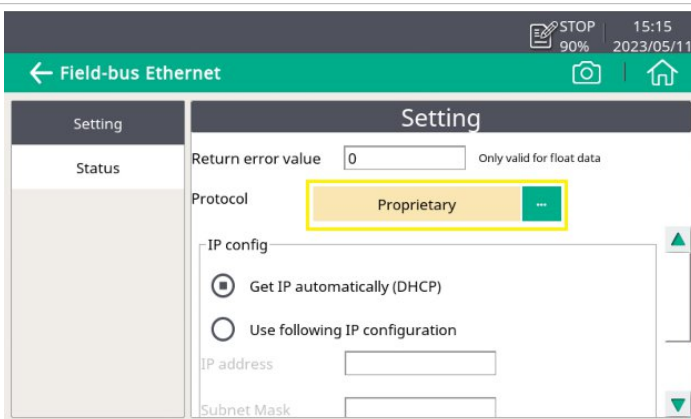 STOP 15:15
90% 2023/05/11
Field-bus Ethernet
Setting
Status
Setting
Return error value 0 Only valid for float data
Protocol Proprietary ...
IP config
Get IP automatically (DHCP)
Use following IP configuration
IP address
Subnet Mask